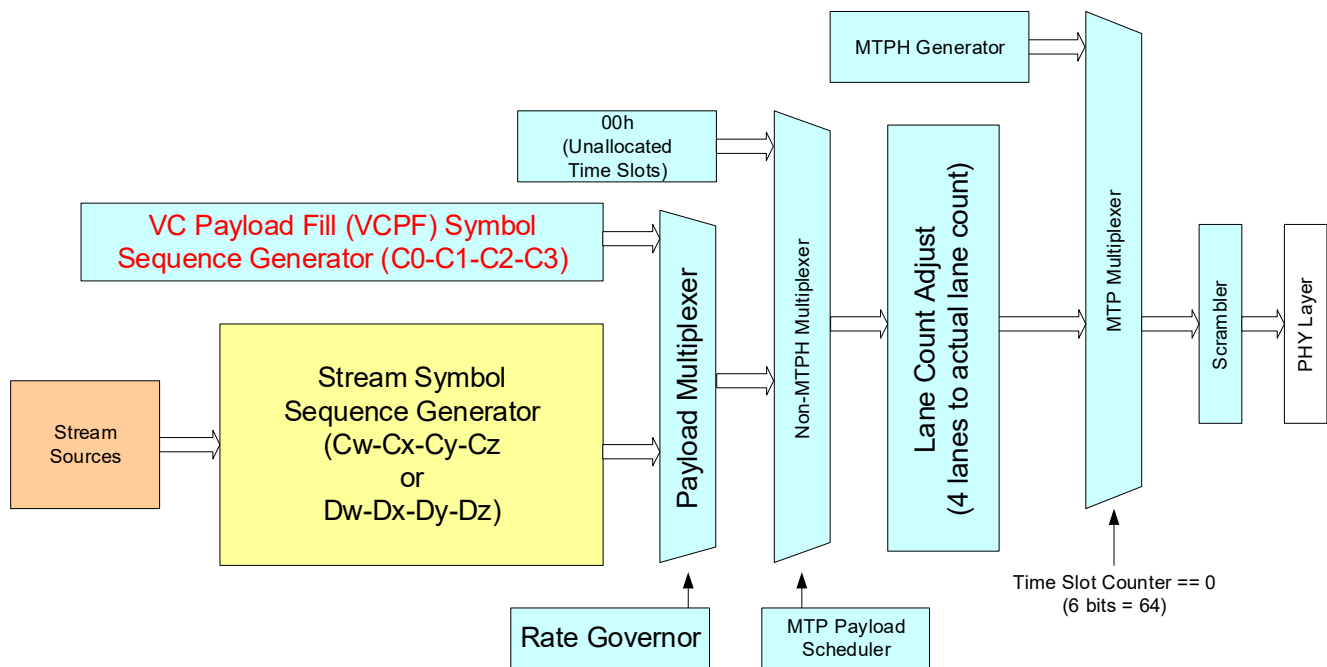 MTPH Generator
00h
(Unallocated
Time Slots)
VC Payload Fill (VCPF) Symbol
Sequence Generator (C0-C1-C2-C3)
Stream Symbol
Sequence Generator
(Cw-Cx-Cy-Cz
or
Dw-Dx-Dy-Dz)
Stream
Sources
Payload Multiplexer
Non-MTPH Multiplexer
Lane Count Adjust
(4 lanes to actual lane count)
MTP Multiplexer
Scrambler
PHY Layer
Time Slot Counter == 0
(6 bits = 64)
Rate Governor
MTP Payload
Scheduler